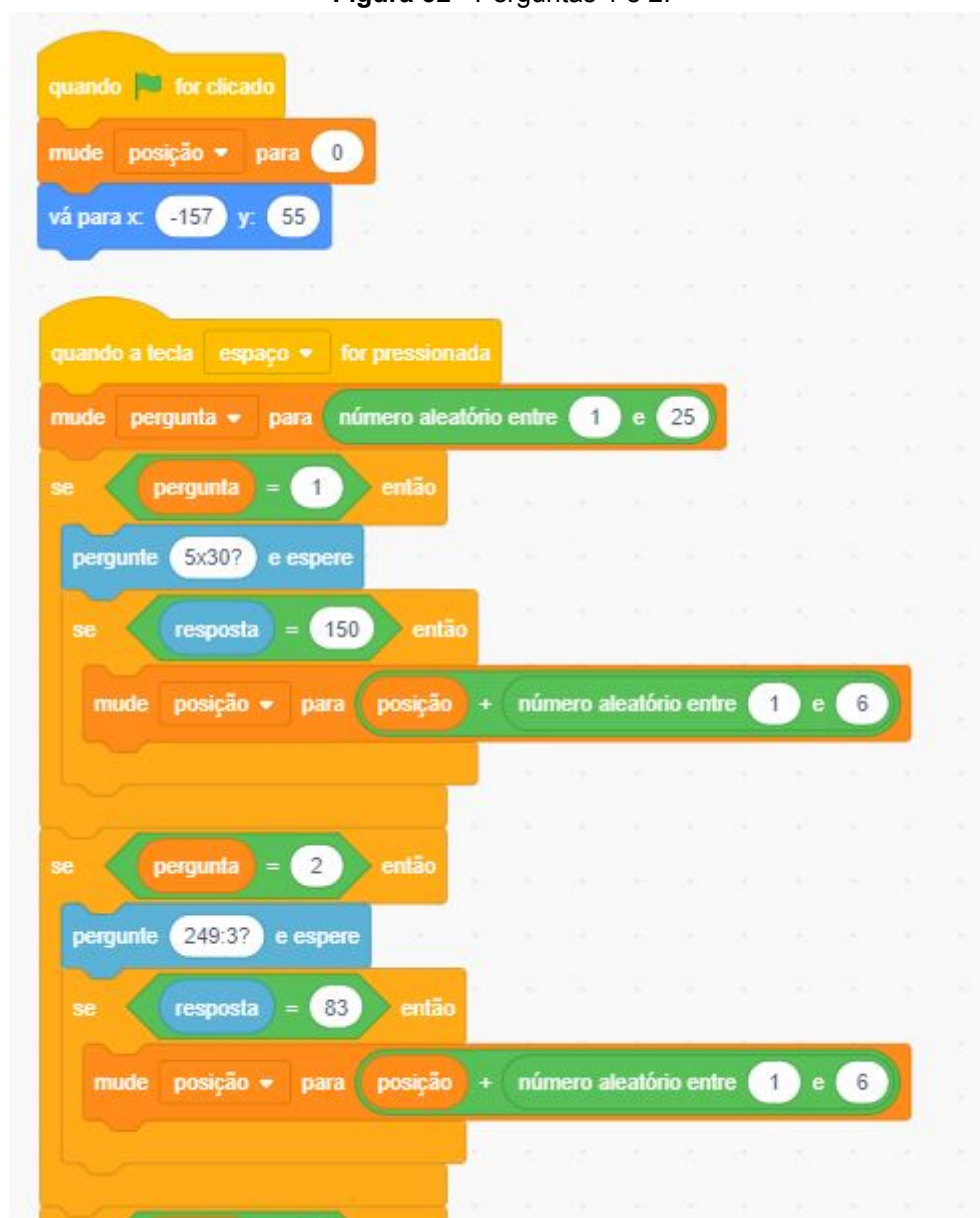 quando for clicado
mude posição para 0
vá para x: -157 y: 55
quando a tecla espaço for pressionada
mude pergunta para número aleatório entre 1 e 25
se pergunta = 1 então
pergunte 5x30? e espere
se resposta = 150 então
mude posição para posição + número aleatório entre 1 e 6
se pergunta = 2 então
pergunte 249:3? e espere
se resposta = 83 então
mude posição para posição + número aleatório entre 1 e 6